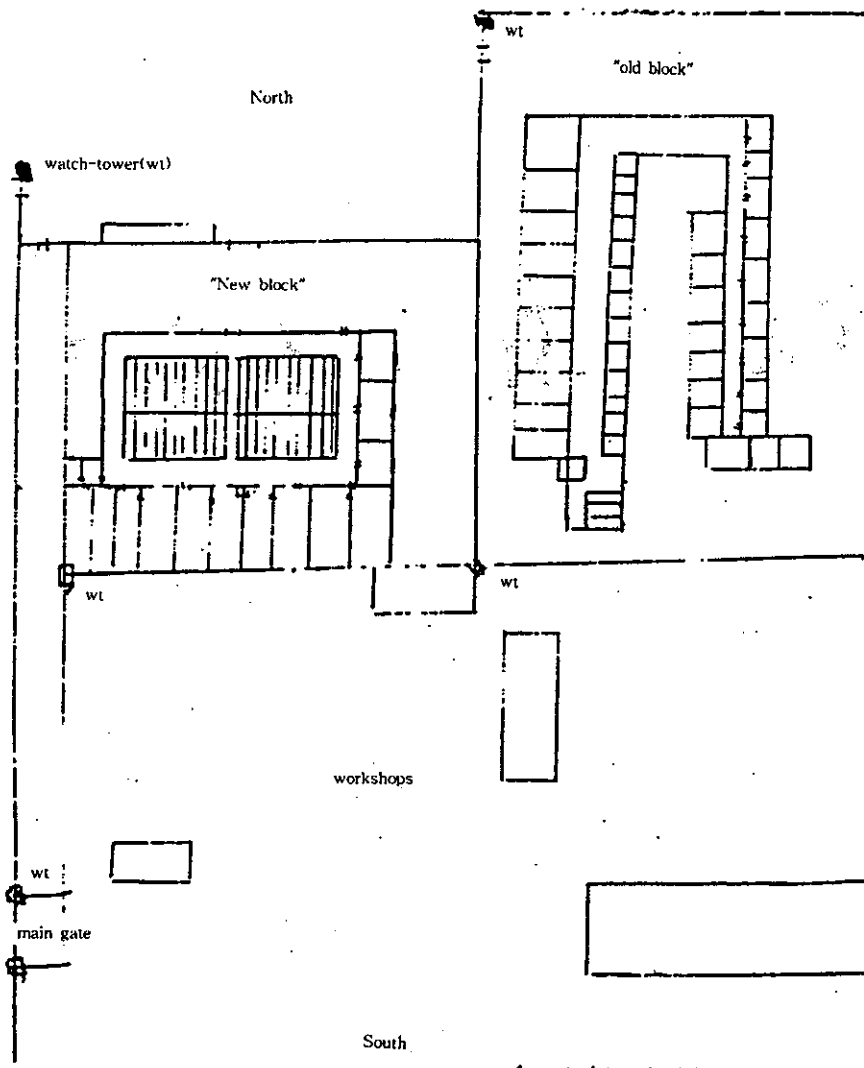 wt
"old block"
North
watch-tower(wt)
"New block"
wt
wt
workshops
wt
main gate
South